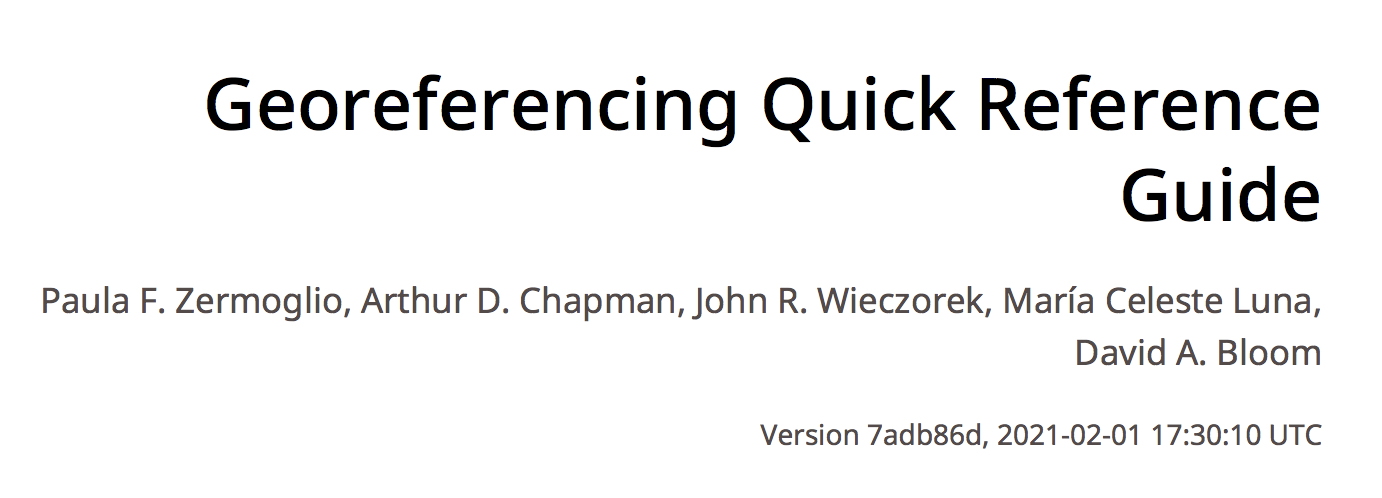 Georeferencing Quick Reference
Guide
Paula F. Zermoglio, Arthur D. Chapman, John R. Wieczorek, María Celeste Luna,
David A. Bloom
Version 7adb86d, 2021-02-01 17:30:10 UTC